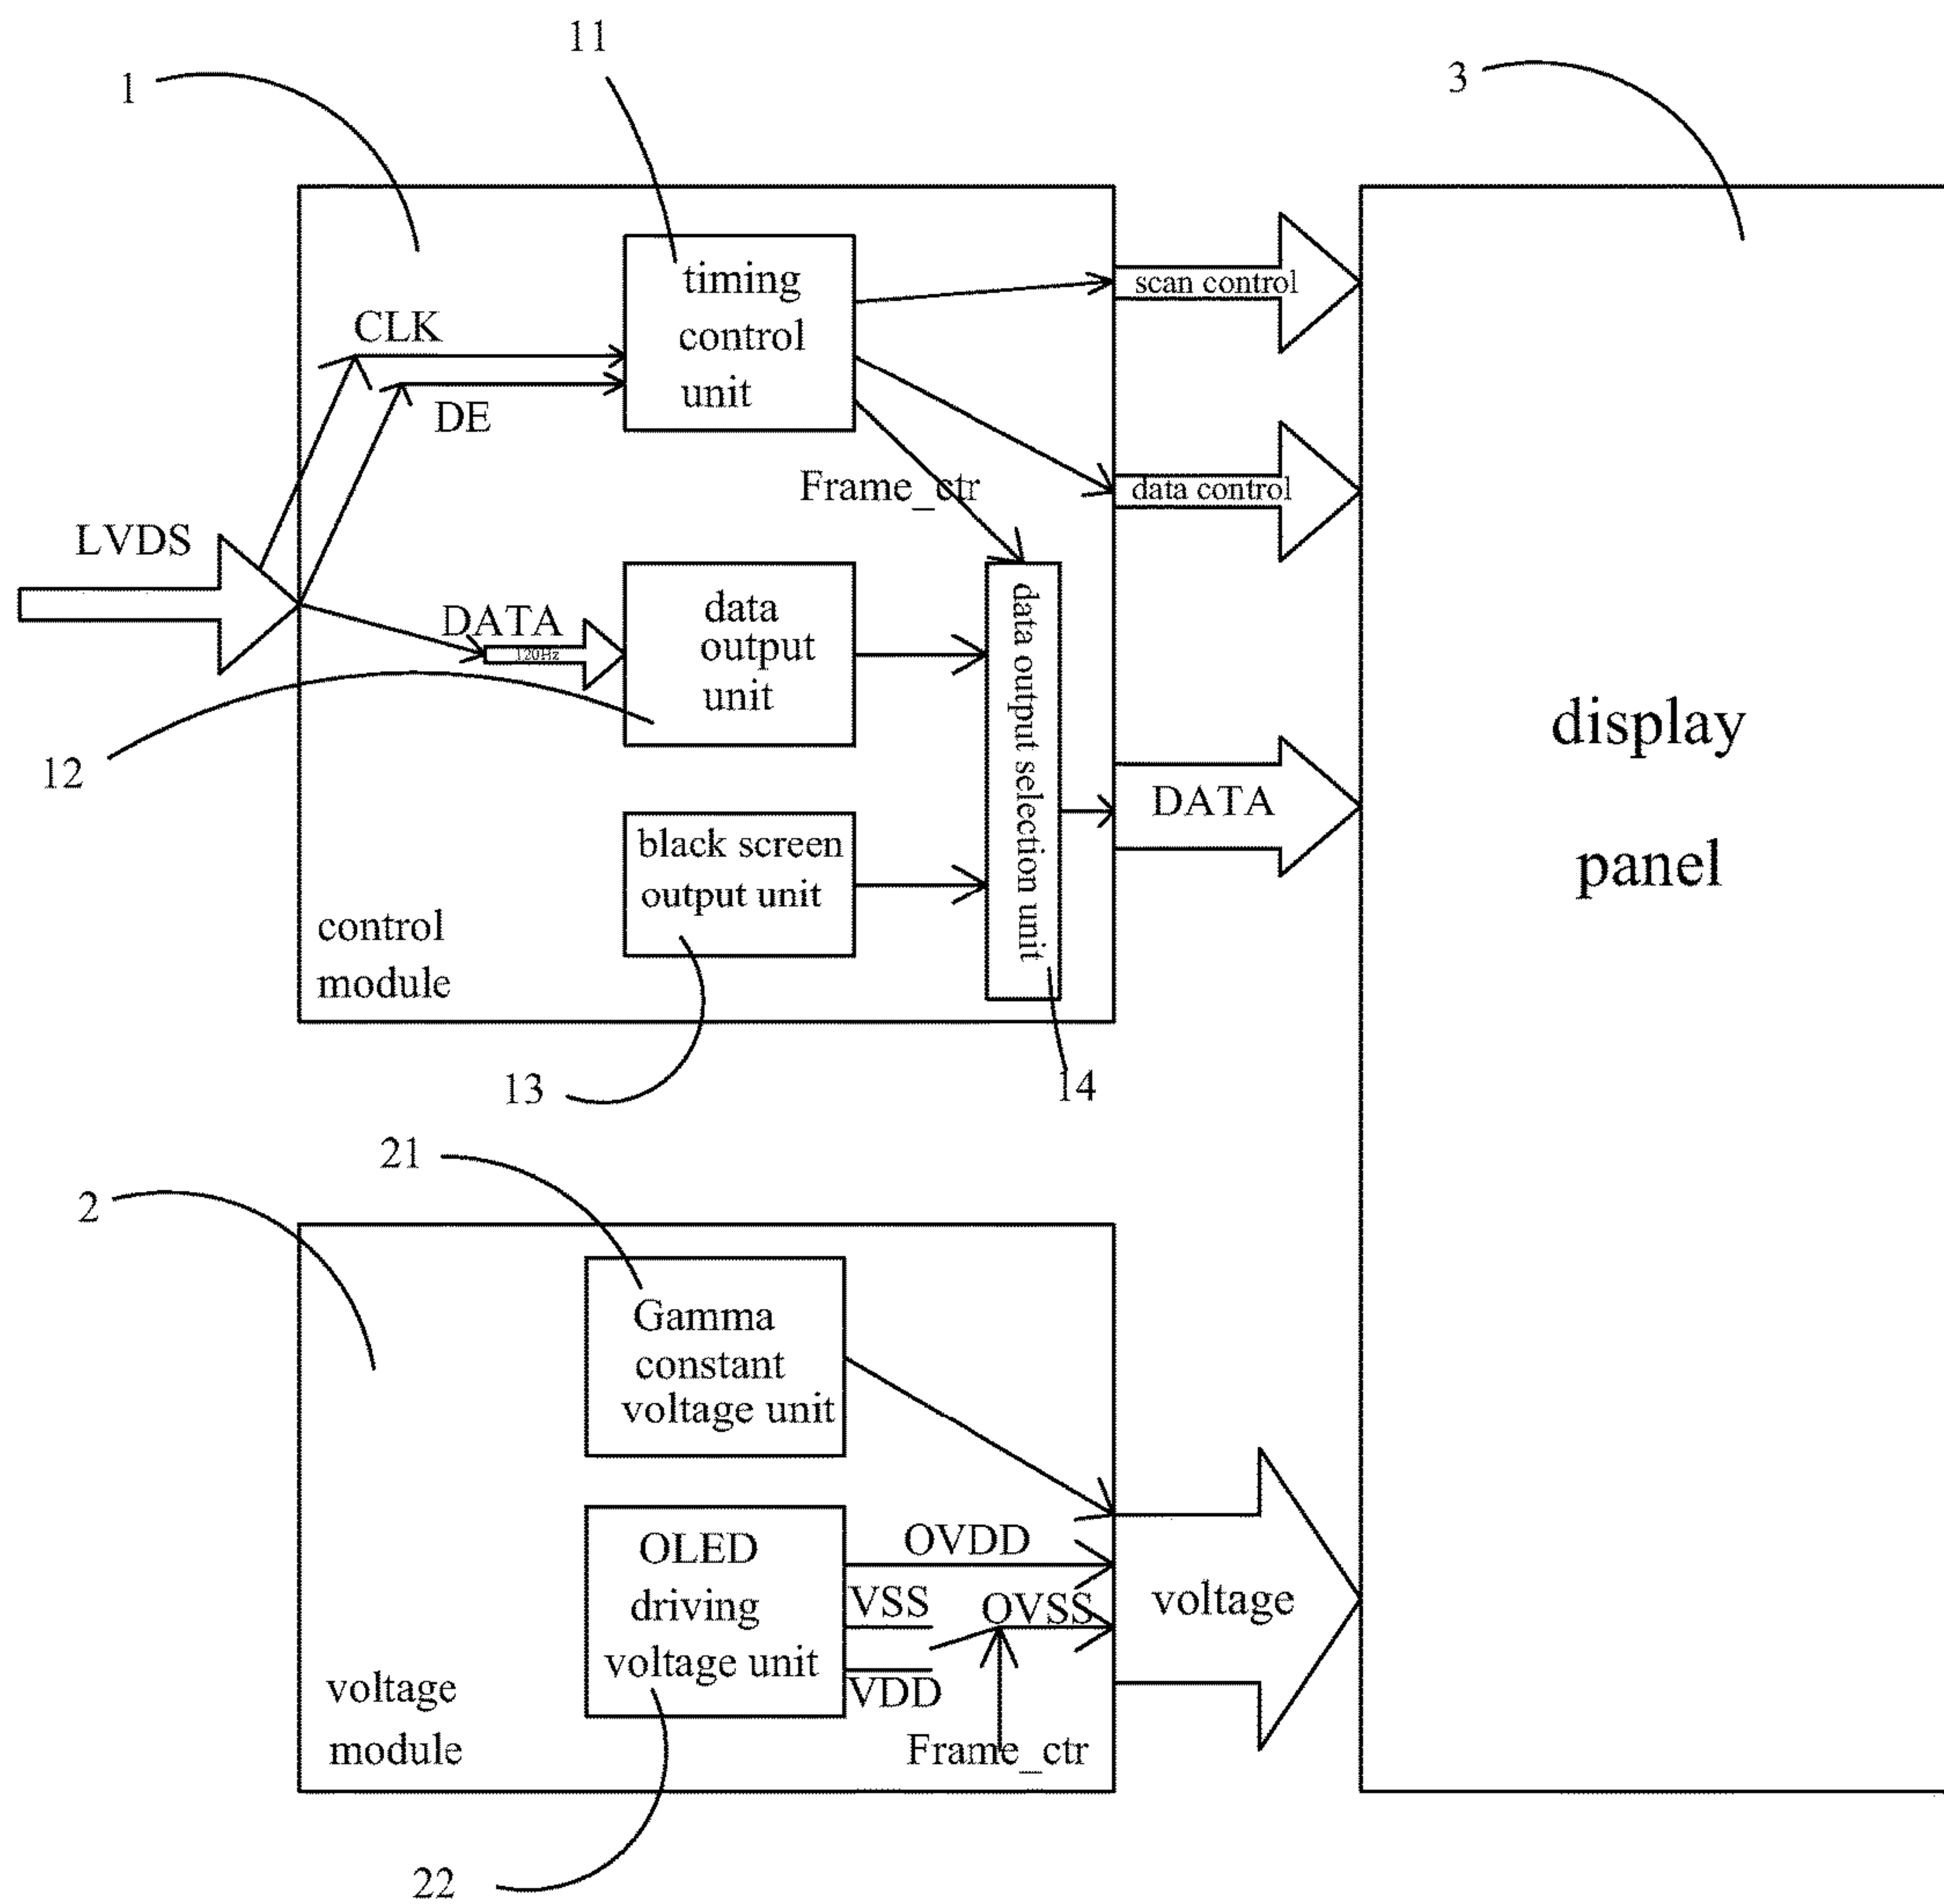 11
1
3
timing
control
unit
CLK
DE
scan control
Frame_ctr
data control
LVDS
DATA
120Hz
data
output
unit
data output selection unit
DATA
display
panel
12
black screen
output unit
control
module
13
14
21
2
Gamma
constant
voltage unit
OLED
driving
voltage unit
OVDD
VSS
OVSS
VDD
Frame_ctr
voltage
voltage
module
22